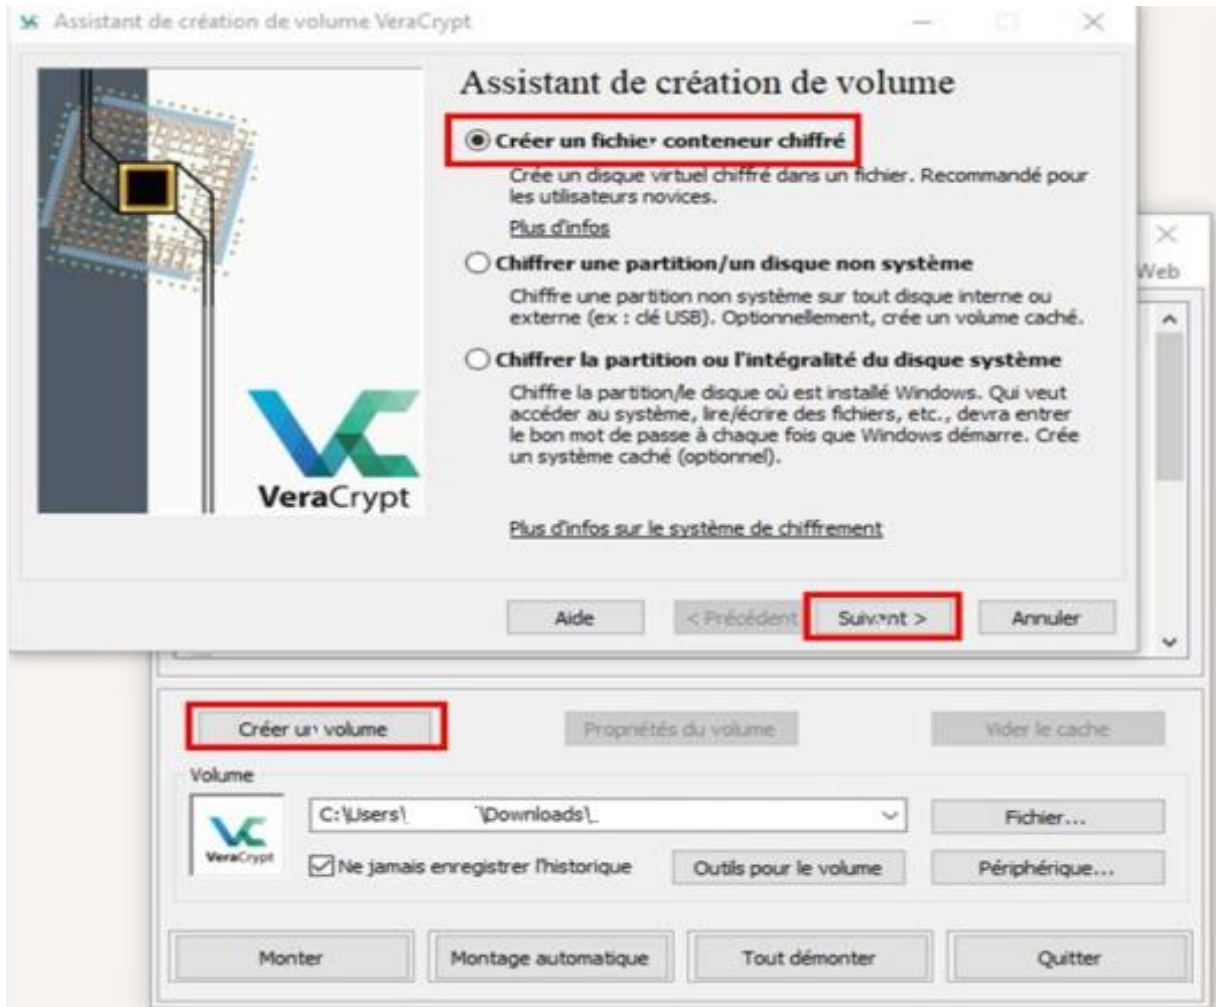 Assistant de création de volume VeraCrypt
Assistant de création de volume
Créer un fichier conteneur chiffré
Crée un disque virtuel chiffré dans un fichier. Recommandé pour
les utilisateurs novices.
Plus d'infos
Chiffrer une partition/un disque non système
Chiffre une partition non système sur tout disque interne ou
externe (ex : clé USB). Optionnellement, crée un volume caché.
Chiffrer la partition ou l'intégralité du disque système
Chiffre la partition/le disque où est installé Windows. Qui veut
accéder au système, lire/écrire des fichiers, etc., devra entrer
le bon mot de passe à chaque fois que Windows démarre. Crée
un système caché (optionnel).
VeraCrypt
Plus d'infos sur le système de chiffrement
Aide
< Précédent
Suivant >
Annuler
Web
Créer un volume
Propriétés du volume
Vider le cache
Volume
C:\Users\ \Downloads\_
Fichier...
VeraCrypt
Ne jamais enregistrer l'historique
Outils pour le volume
Périphérique...
Monter
Montage automatique
Tout démonter
Quitter